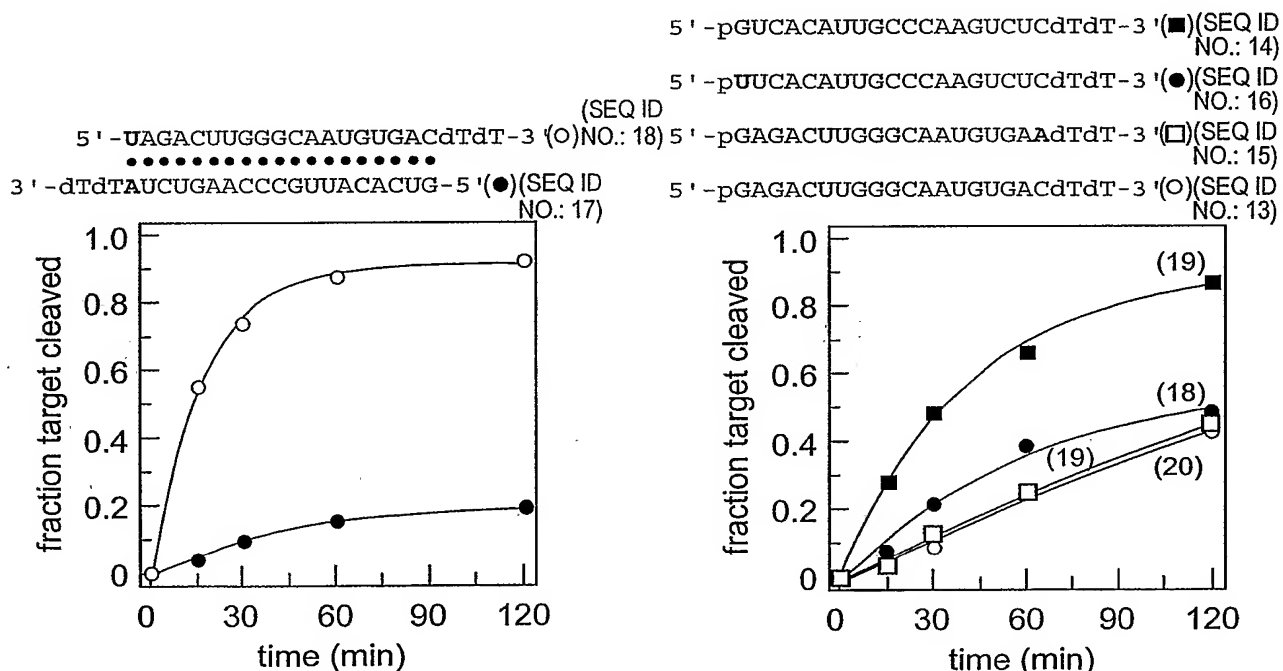 5'-pGUCACAUUGCCCAAGUCUCdTdT-3'(■)(SEQ ID
NO.: 14)
5'-pUUCACAUUGCCCAAGUCUCdTdT-3'(●)(SEQ ID
NO.: 16)
5'-pGAGACUUGGGCAAUGUGAAdTdT-3'(□)(SEQ ID
NO.: 15)
5'-pGAGACUUGGGCAAUGUGACdTdT-3'(○)(SEQ ID
NO.: 13)
(SEQ ID
5'-UAGACUUGGGCAAUGUGACdTdT-3'(○)NO.: 18)
3'-dTdTAUCUGAACCCGUUACACUG-5'(●)(SEQ ID
NO.: 17)
fraction target cleaved
1.0
0.8
0.6
0.4
0.2
0
0 30 60 90 120
time (min)
fraction target cleaved
1.0
0.8
0.6
0.4
0.2
0
(19)
(18)
(19)
(20)
0 30 60 90 120
time (min)